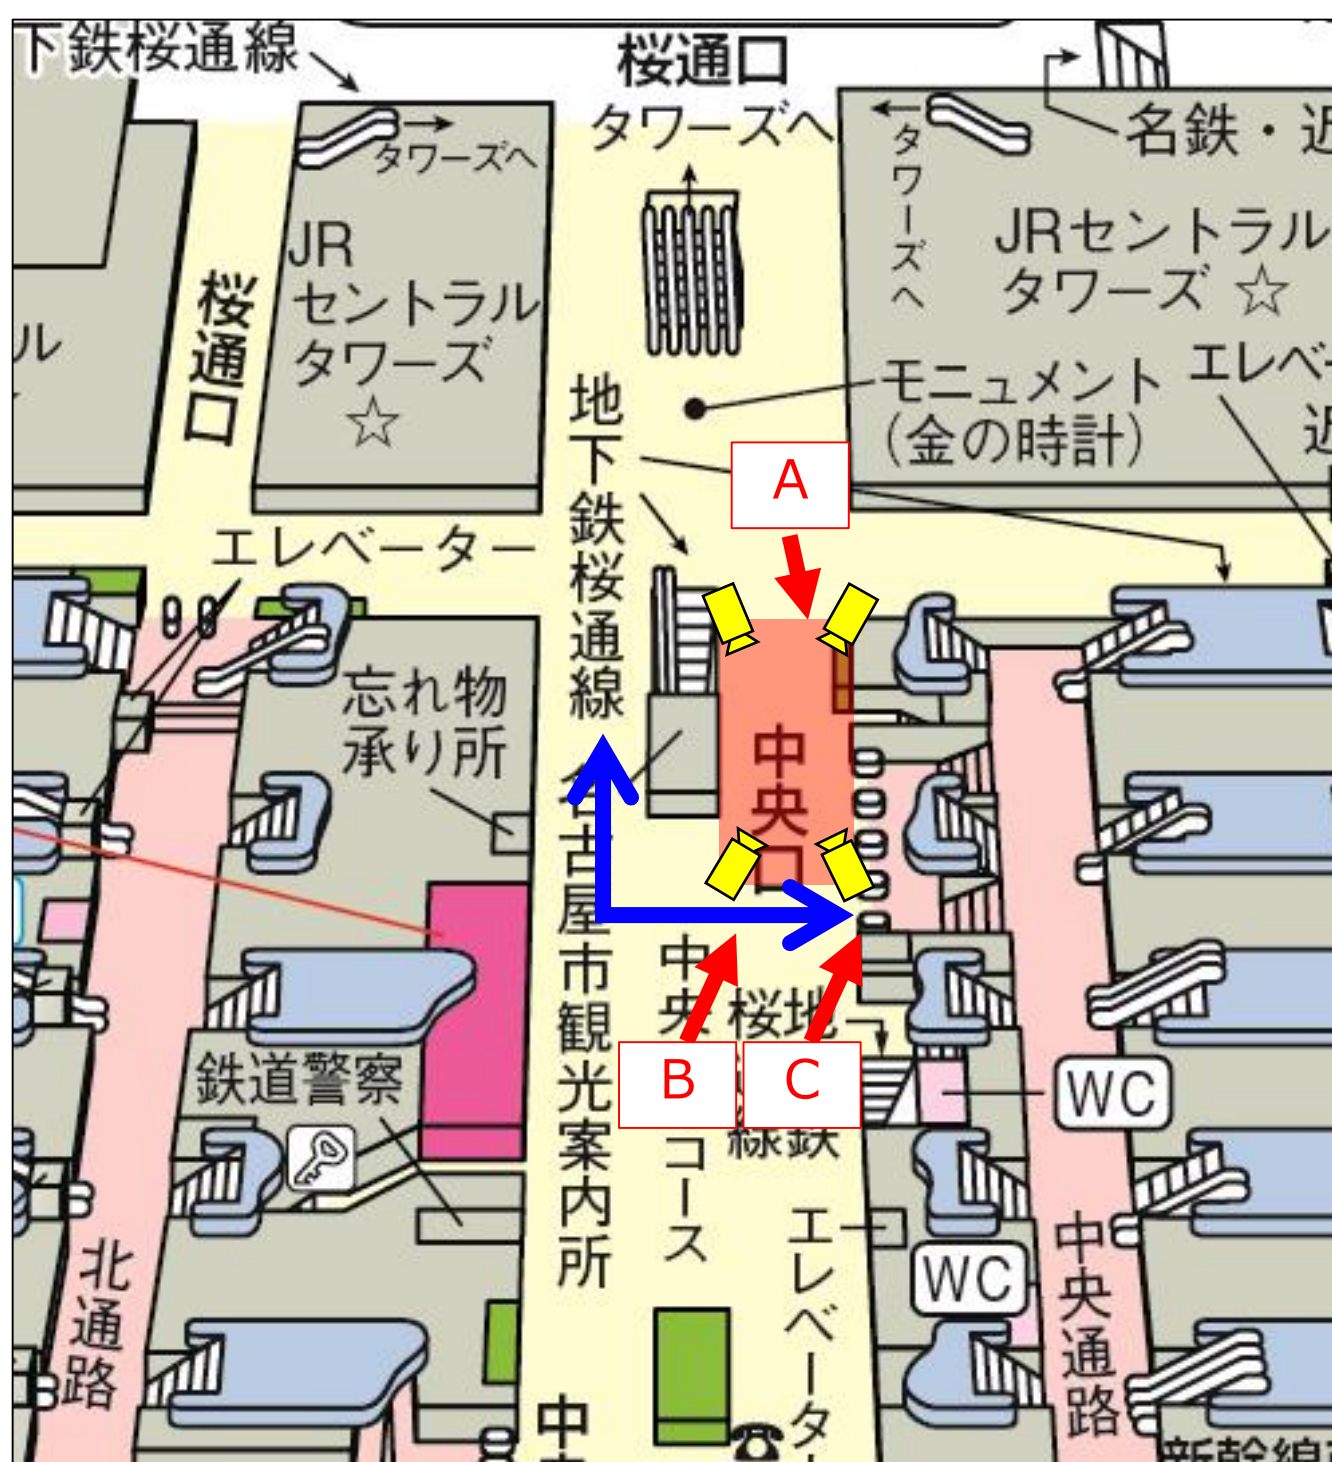 下鉄桜通線
桜通口
タワーズへ
名鉄・近
タワーズへ
タワーズへ
JR
セントラル
タワーズ
☆
JRセントラル
タワーズ ☆
桜通口
ル
モニュメント
(金の時計)
エレベー
近
地下鉄桜通線
A
エレベーター
忘れ物
承り所
中央口
名古屋市観光案内所
中央コース
桜通線
地下鉄
B
C
WC
鉄道警察
エレベータ
WC
北通路
中央通路
中央
新幹線